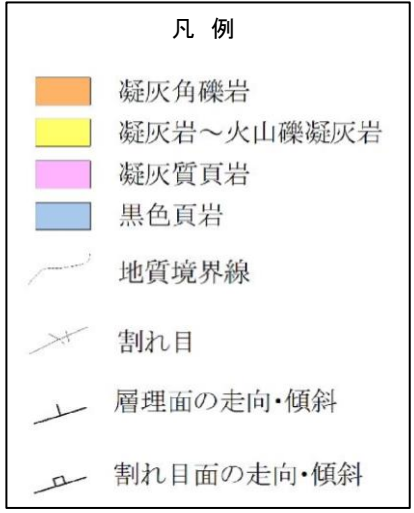 凡 例
凝灰角礫岩
凝灰岩～火山礫凝灰岩
凝灰質頁岩
黒色頁岩
地質境界線
割れ目
層理面の走向・傾斜
割れ目面の走向・傾斜